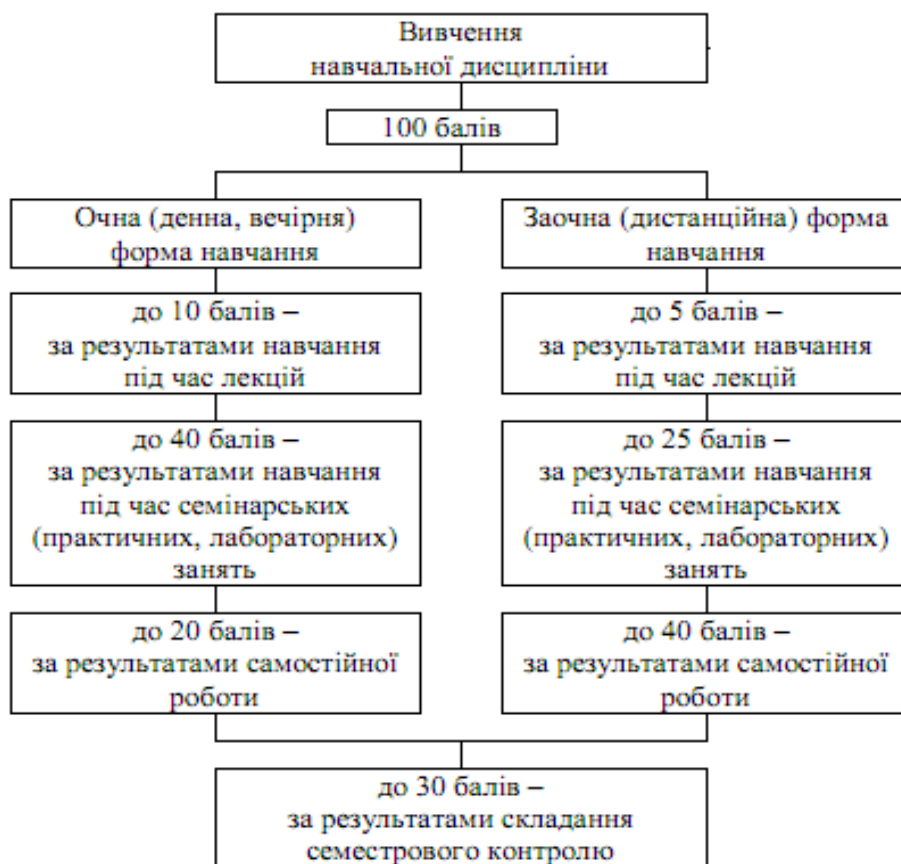 Вивчення
навчальної дисципліни
100 балів
Очна (денна, вечірня)
форма навчання
Заочна (дистанційна) форма
навчання
до 10 балів –
за результатами навчання
під час лекцій
до 5 балів –
за результатами навчання
під час лекцій
до 40 балів –
за результатами навчання
під час семінарських
(практичних, лабораторних)
занять
до 25 балів –
за результатами навчання
під час семінарських
(практичних, лабораторних)
занять
до 20 балів –
за результатами самостійної
роботи
до 40 балів –
за результатами самостійної
роботи
до 30 балів –
за результатами складання
семестрового контролю